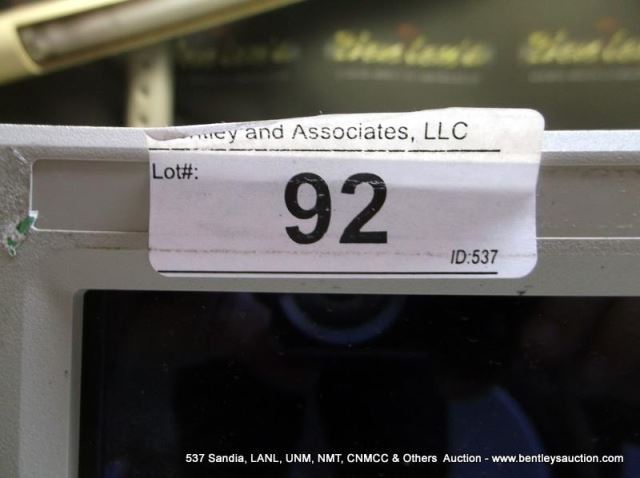 and Associates, LLC
Lot#:
92
ID:537
537 Sandia, LANL, UNM, NMT, CNMCC & Others Auction - www.bentleysauction.com